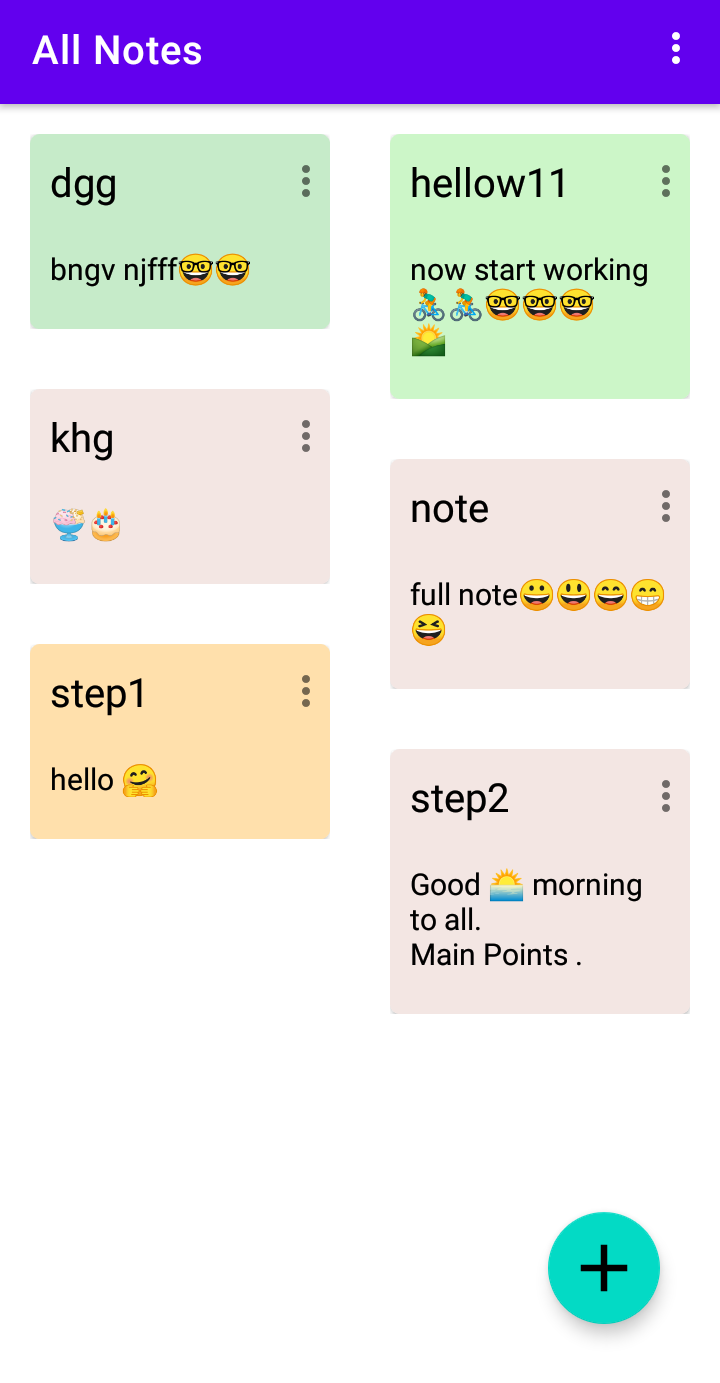 All Notes
dgg
bngv njfff🤓🤓
hellow11
now start working
🚴‍♂️🚴‍♂️🤓🤓🤓
🌄
khg
🍨🎂
note
full note😀😃😄😁
😆
step1
hello 🤗
step2
Good 🌅 morning
to all.
Main Points .